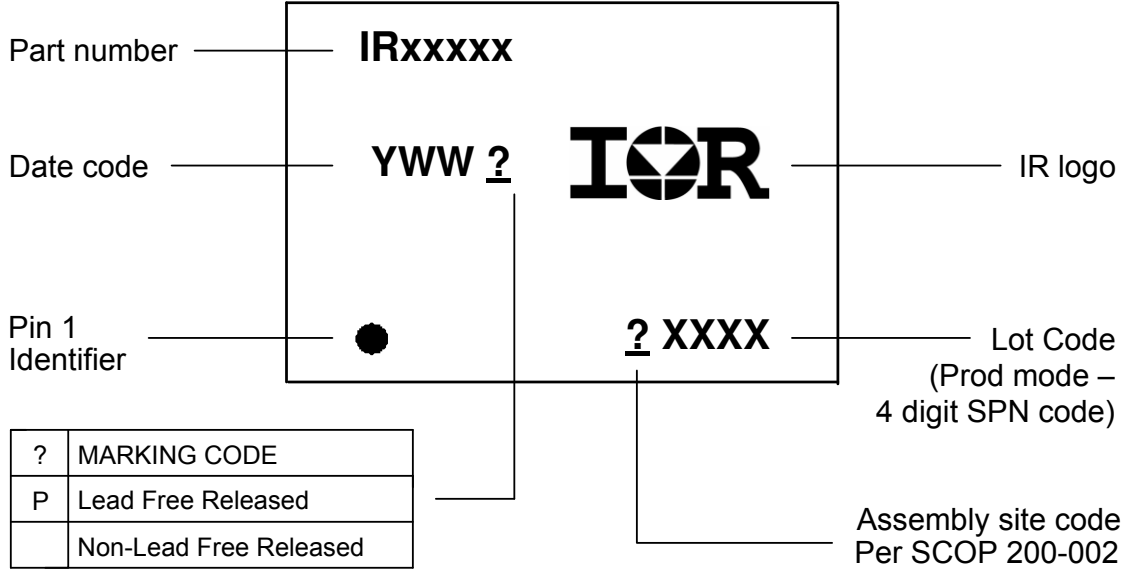 Part number
IRxxxxx
Date code
YWW ?
IOR
IR logo
Pin 1
Identifier
? XXXX
Lot Code
(Prod mode –
4 digit SPN code)
? MARKING CODE
P Lead Free Released
Non-Lead Free Released
Assembly site code
Per SCOP 200-002